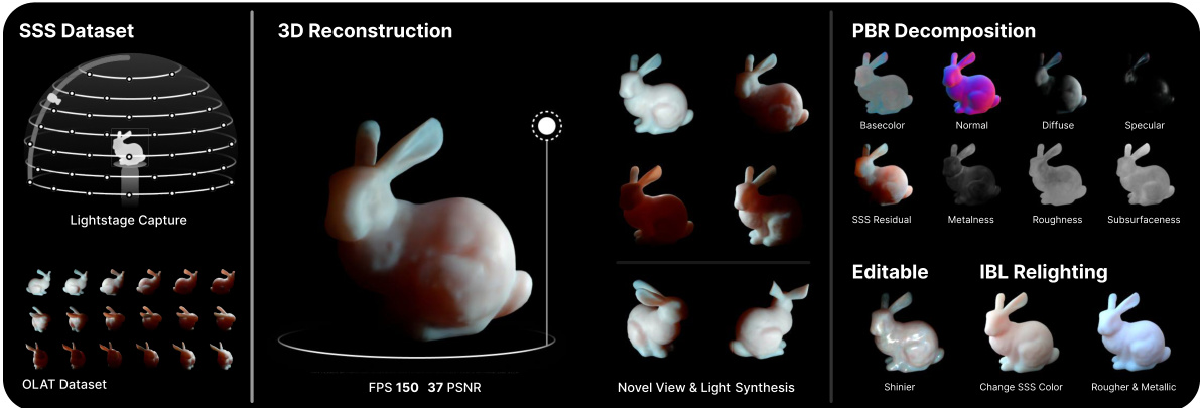 SSS Dataset
Lightstage Capture
OLAT Dataset
3D Reconstruction
FPS 150 37 PSNR
Novel View & Light Synthesis
PBR Decomposition
Basecolor Normal Diffuse Specular
SSS Residual Metalness Roughness Subsurfaceness
Editable IBL Relighting
Shinier Change SSS Color Rougher & Metallic